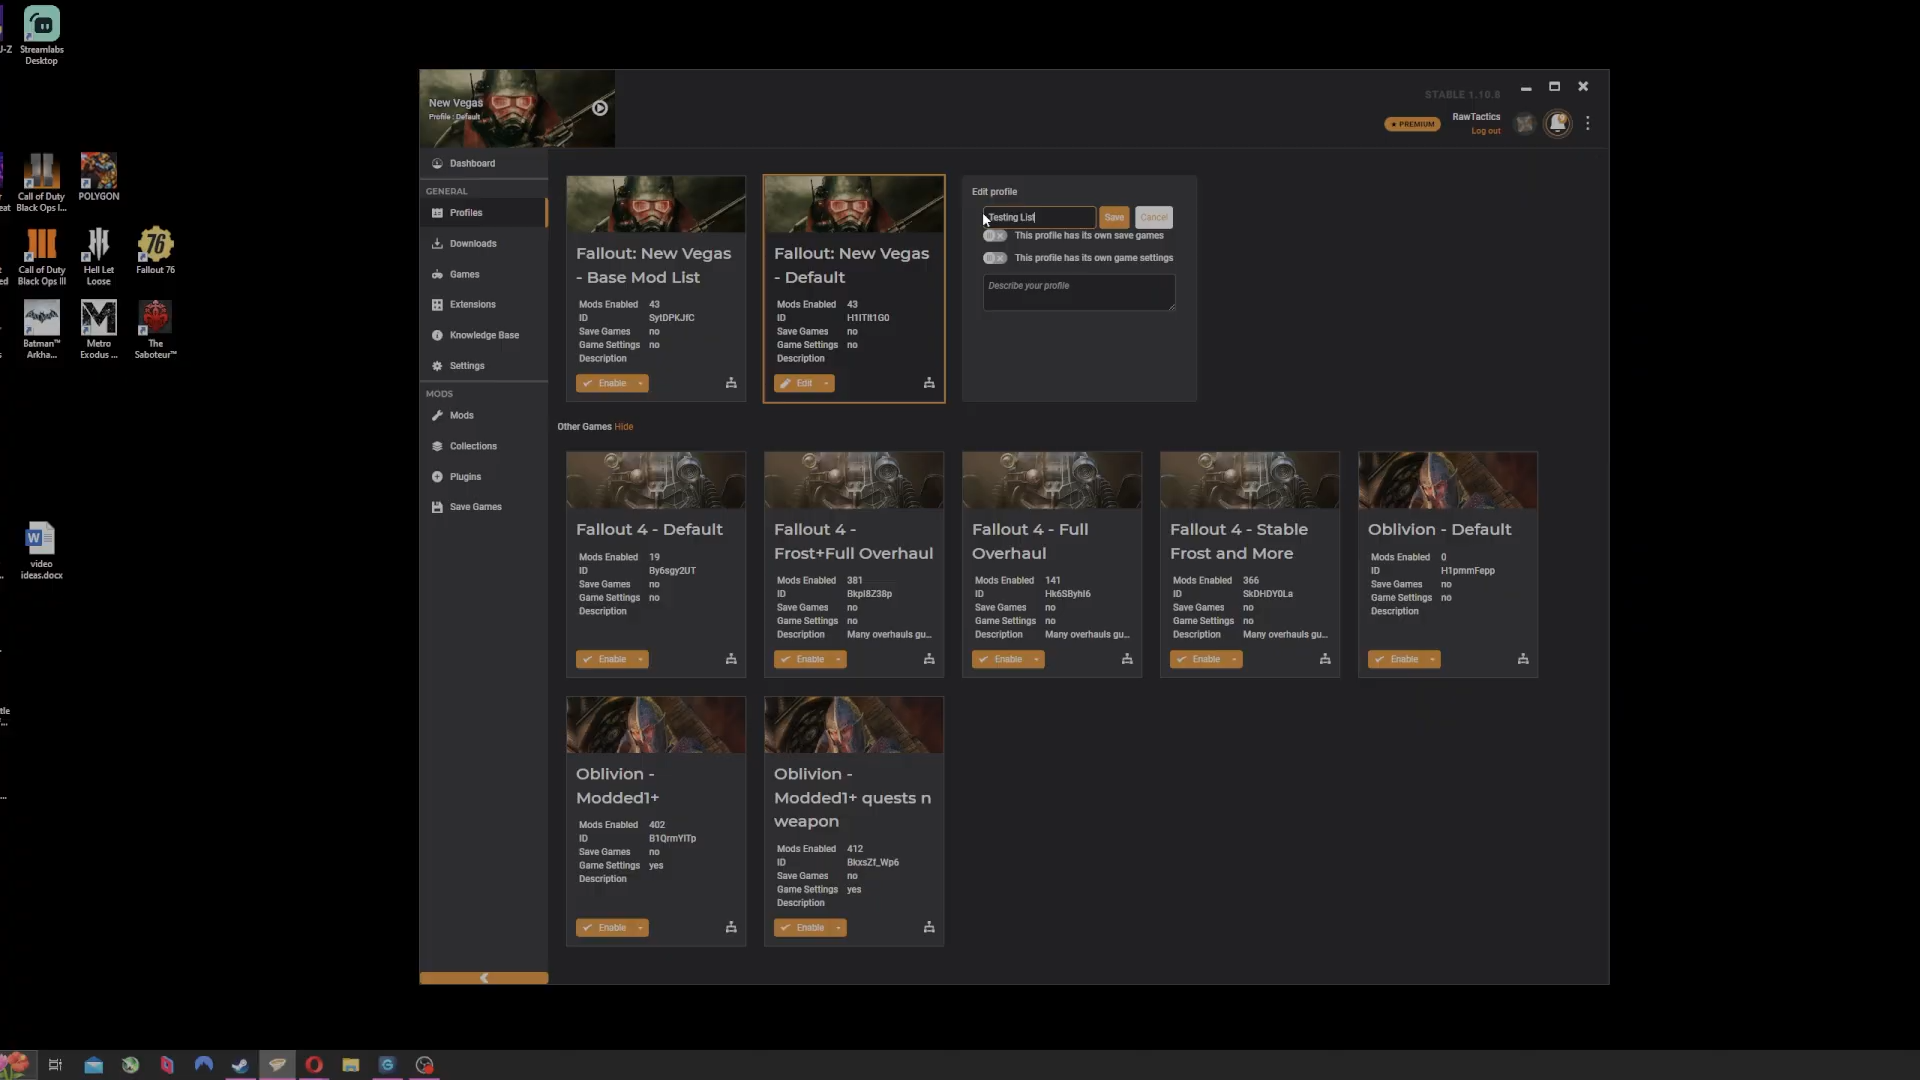 J-Z
Streamlabs
Desktop
eat
Call of Duty
Black Ops I...
POLYGON
ed
Call of Duty
Black Ops III
Hell Let
Loose
Fallout 76
s
Batman™
Arkha...
Metro
Exodus ...
The
Saboteur™
...
video
ideas.docx
tle
...
...
New Vegas
Profile : Default
STABLE 1.10.8
PREMIUM
RawTactics
Log out
Dashboard
GENERAL
Profiles
Downloads
Games
Extensions
Knowledge Base
Settings
MODS
Mods
Collections
Plugins
Save Games
Fallout: New Vegas
- Base Mod List
Mods Enabled 43
ID SytDPKJfC
Save Games no
Game Settings no
Description
Enable
Fallout: New Vegas
- Default
Mods Enabled 43
ID H1ITIt1G0
Save Games no
Game Settings no
Description
Edit
Edit profile
Testing List
Save
Cancel
This profile has its own save games
This profile has its own game settings
Describe your profile
Other Games Hide
Fallout 4 - Default
Mods Enabled 19
ID By6sgy2UT
Save Games no
Game Settings no
Description
Enable
Fallout 4 -
Frost+Full Overhaul
Mods Enabled 381
ID Bkpl8Z38p
Save Games no
Game Settings no
Description Many overhauls gu...
Enable
Fallout 4 - Full
Overhaul
Mods Enabled 141
ID Hk6SByhI6
Save Games no
Game Settings no
Description Many overhauls gu...
Enable
Fallout 4 - Stable
Frost and More
Mods Enabled 366
ID SkDHDY0La
Save Games no
Game Settings no
Description Many overhauls gu...
Enable
Oblivion - Default
Mods Enabled 0
ID H1pmmFepp
Save Games no
Game Settings no
Description
Enable
Oblivion -
Modded1+
Mods Enabled 402
ID B1QrmYlTp
Save Games no
Game Settings yes
Description
Enable
Oblivion -
Modded1+ quests n
weapon
Mods Enabled 412
ID BkxsZf_Wp6
Save Games no
Game Settings yes
Description
Enable